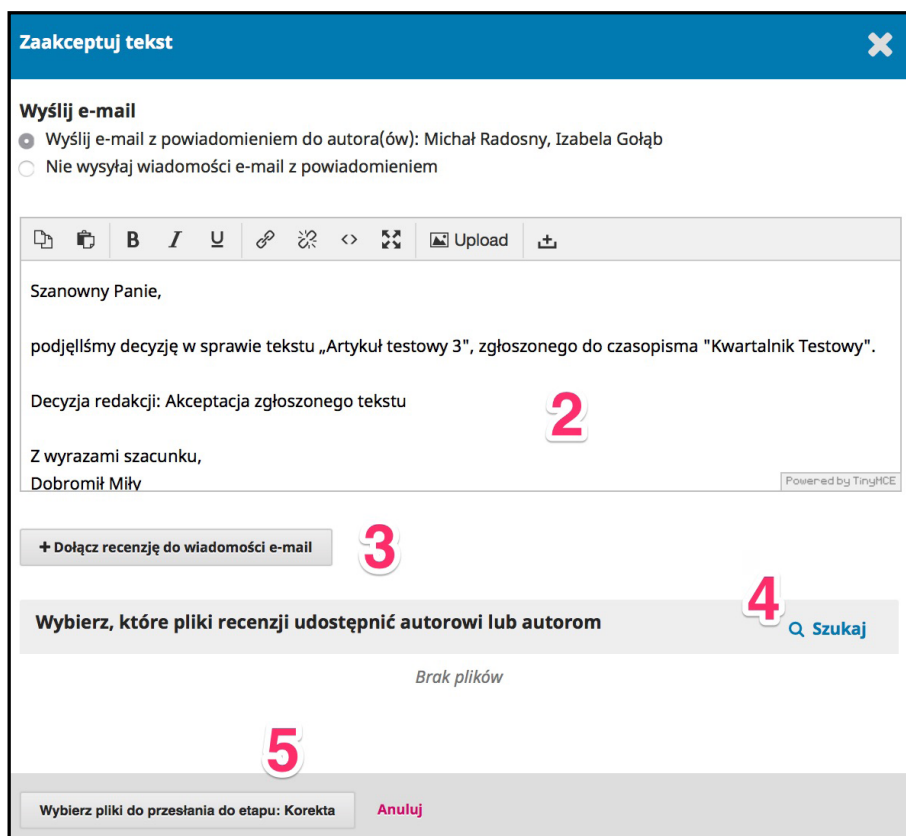 Zaakceptuj tekst
Wyślij e-mail
Wyślij e-mail z powiadomieniem do autora(ów): Michał Radosny, Izabela Gołąb
Nie wysyłaj wiadomości e-mail z powiadomieniem
B I U <> Upload
Szanowny Panie,
podjęllśmy decyzję w sprawie tekstu „Artykuł testowy 3", zgłoszonego do czasopisma "Kwartalnik Testowy".
Decyzja redakcji: Akceptacja zgłoszonego tekstu
2
Z wyrazami szacunku,
Dobromił Miły
Powered by TinyMCE
+ Dołącz recenzję do wiadomości e-mail
3
4
Wybierz, które pliki recenzji udostępnić autorowi lub autorom
Szukaj
Brak plików
5
Wybierz pliki do przesłania do etapu: Korekta
Anuluj